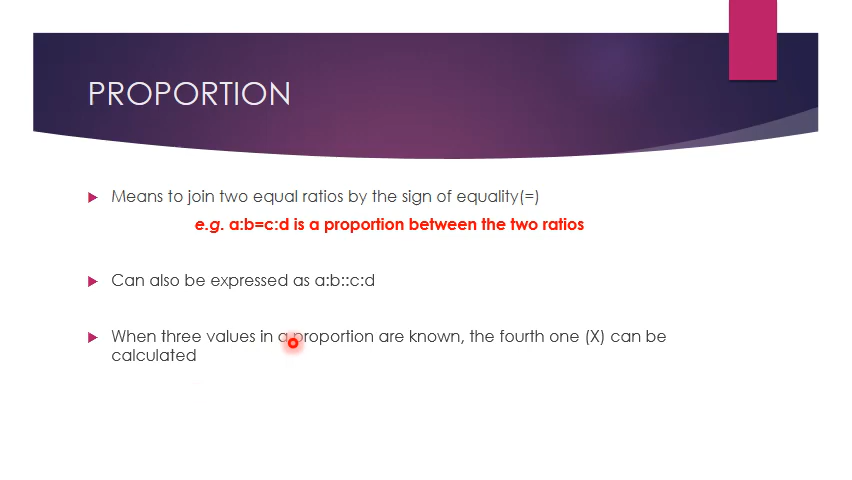 PROPORTION
Means to join two equal ratios by the sign of equality(=)
e.g. a:b=c:d is a proportion between the two ratios
Can also be expressed as a:b::c:d
When three values in a proportion are known, the fourth one (X) can be
calculated